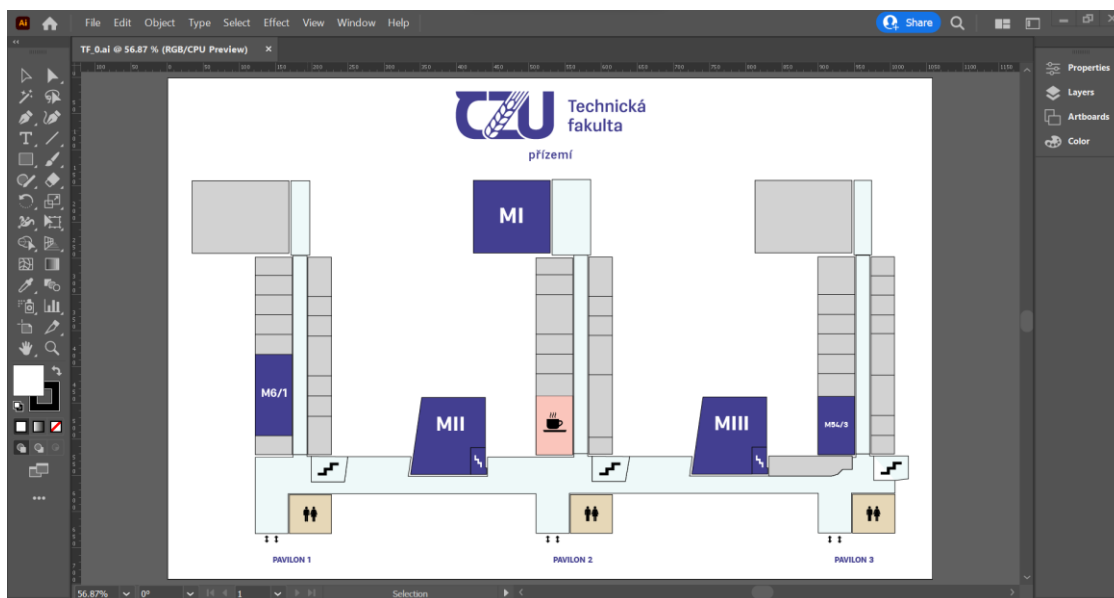 Ai File Edit Object Type Select Effect View Window Help Share
TF_0.ai @ 56.87 % (RGB/CPU Preview) ×
Properties
Layers
Artboards
Color
ČZU Technická
fakulta
přízemí
MI
M6/1
MII
MIII
M54/3
PAVILON 1 PAVILON 2 PAVILON 3
56.87% 0° 1 Selection